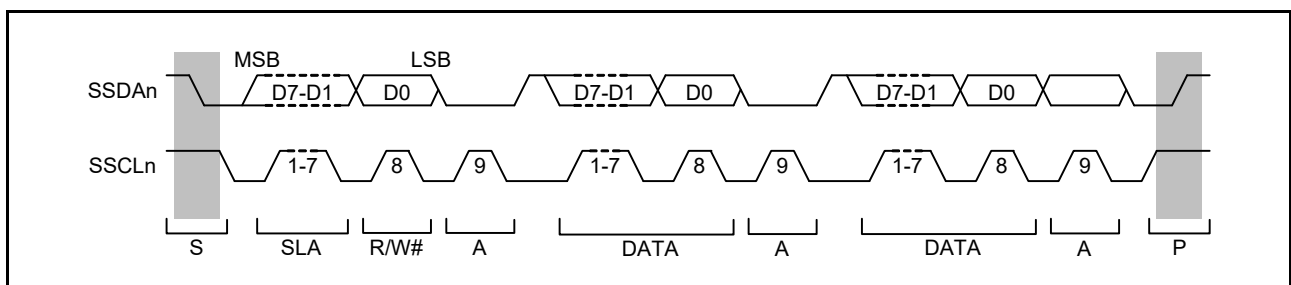 MSB LSB
SSDAn D7-D1 D0 D7-D1 D0 D7-D1 D0
SSCLn 1-7 8 9 1-7 8 9 1-7 8 9
S SLA R/W# A DATA A DATA A P